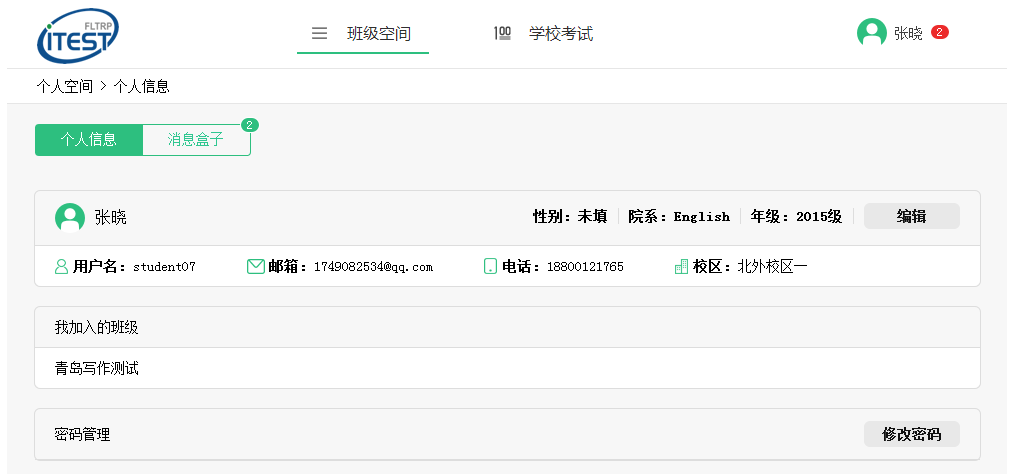 FLTRP
iTEST
班级空间
100
学校考试
张晓 2
个人空间 > 个人信息
个人信息
消息盒子
2
张晓
性别：未填
院系：English
年级：2015级
编辑
用户名：student07
邮箱：1749082534@qq.com
电话：18800121765
校区：北外校区一
我加入的班级
青岛写作测试
密码管理
修改密码